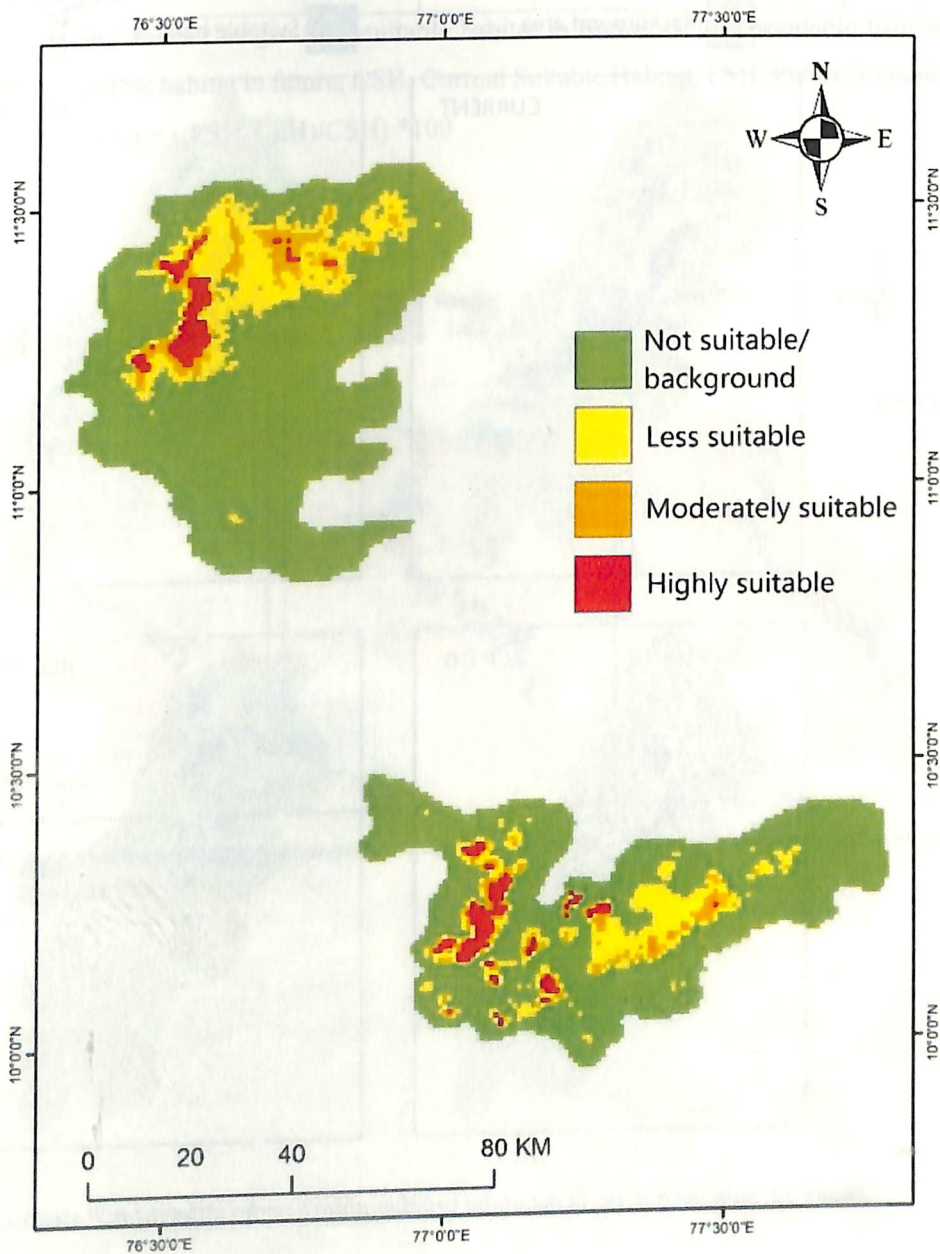 76°30'0"E
77°0'0"E
77°30'0"E
N
W E
S
11°30'0"N
11°30'0"N
Not suitable/
background
Less suitable
Moderately suitable
Highly suitable
11°0'0"N
11°0'0"N
10°30'0"N
10°30'0"N
10°0'0"N
10°0'0"N
0 20 40 80 KM
76°30'0"E
77°0'0"E
77°30'0"E